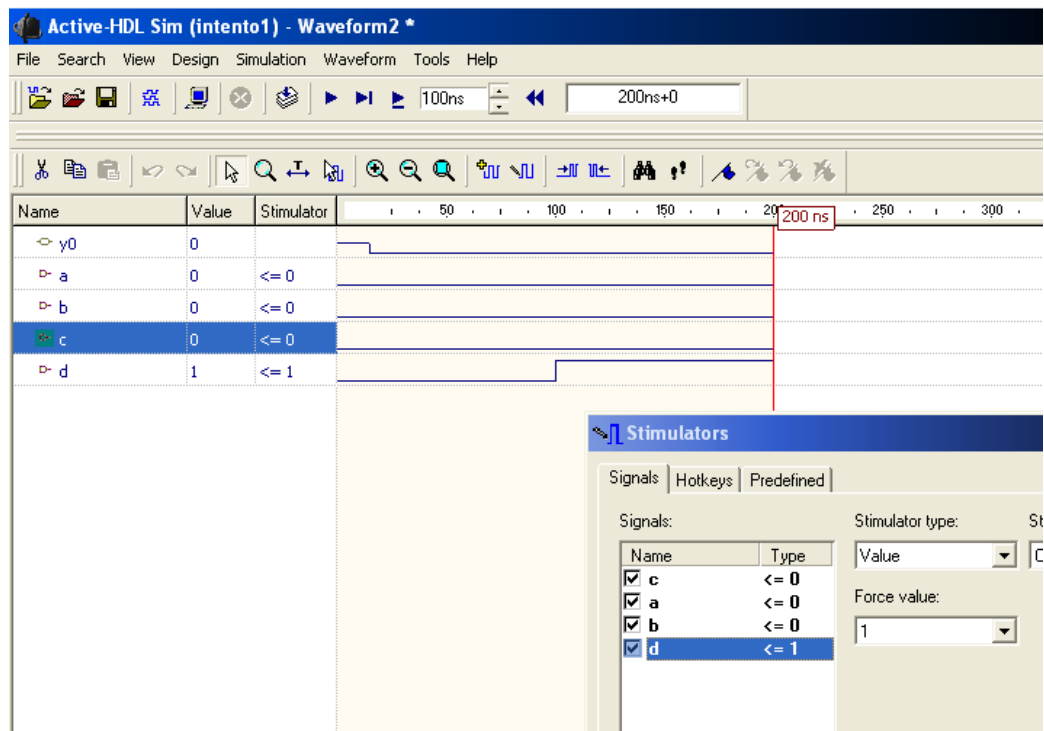 Active-HDL Sim (intento1) - Waveform2 *
File Search View Design Simulation Waveform Tools Help
100ns 200ns+0
Name Value Stimulator 50 100 150 200 250 300
200 ns
y0 0
a 0 <= 0
b 0 <= 0
c 0 <= 0
d 1 <= 1
Stimulators
Signals Hotkeys Predefined
Signals: Stimulator type: St
Name Type Value
c <= 0
a <= 0 Force value:
b <= 0 1
d <= 1